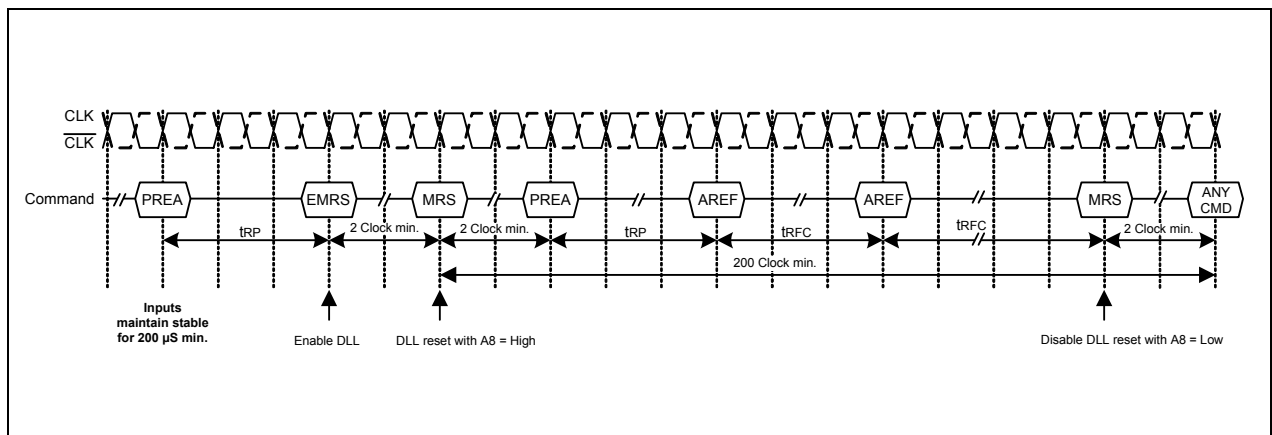 CLK
CLK
Command
PREA
EMRS
MRS
PREA
AREF
AREF
MRS
ANY
CMD
tRP
2 Clock min.
2 Clock min.
tRP
tRFC
tRFC
2 Clock min.
200 Clock min.
Inputs
maintain stable
for 200 µS min.
Enable DLL
DLL reset with A8 = High
Disable DLL reset with A8 = Low